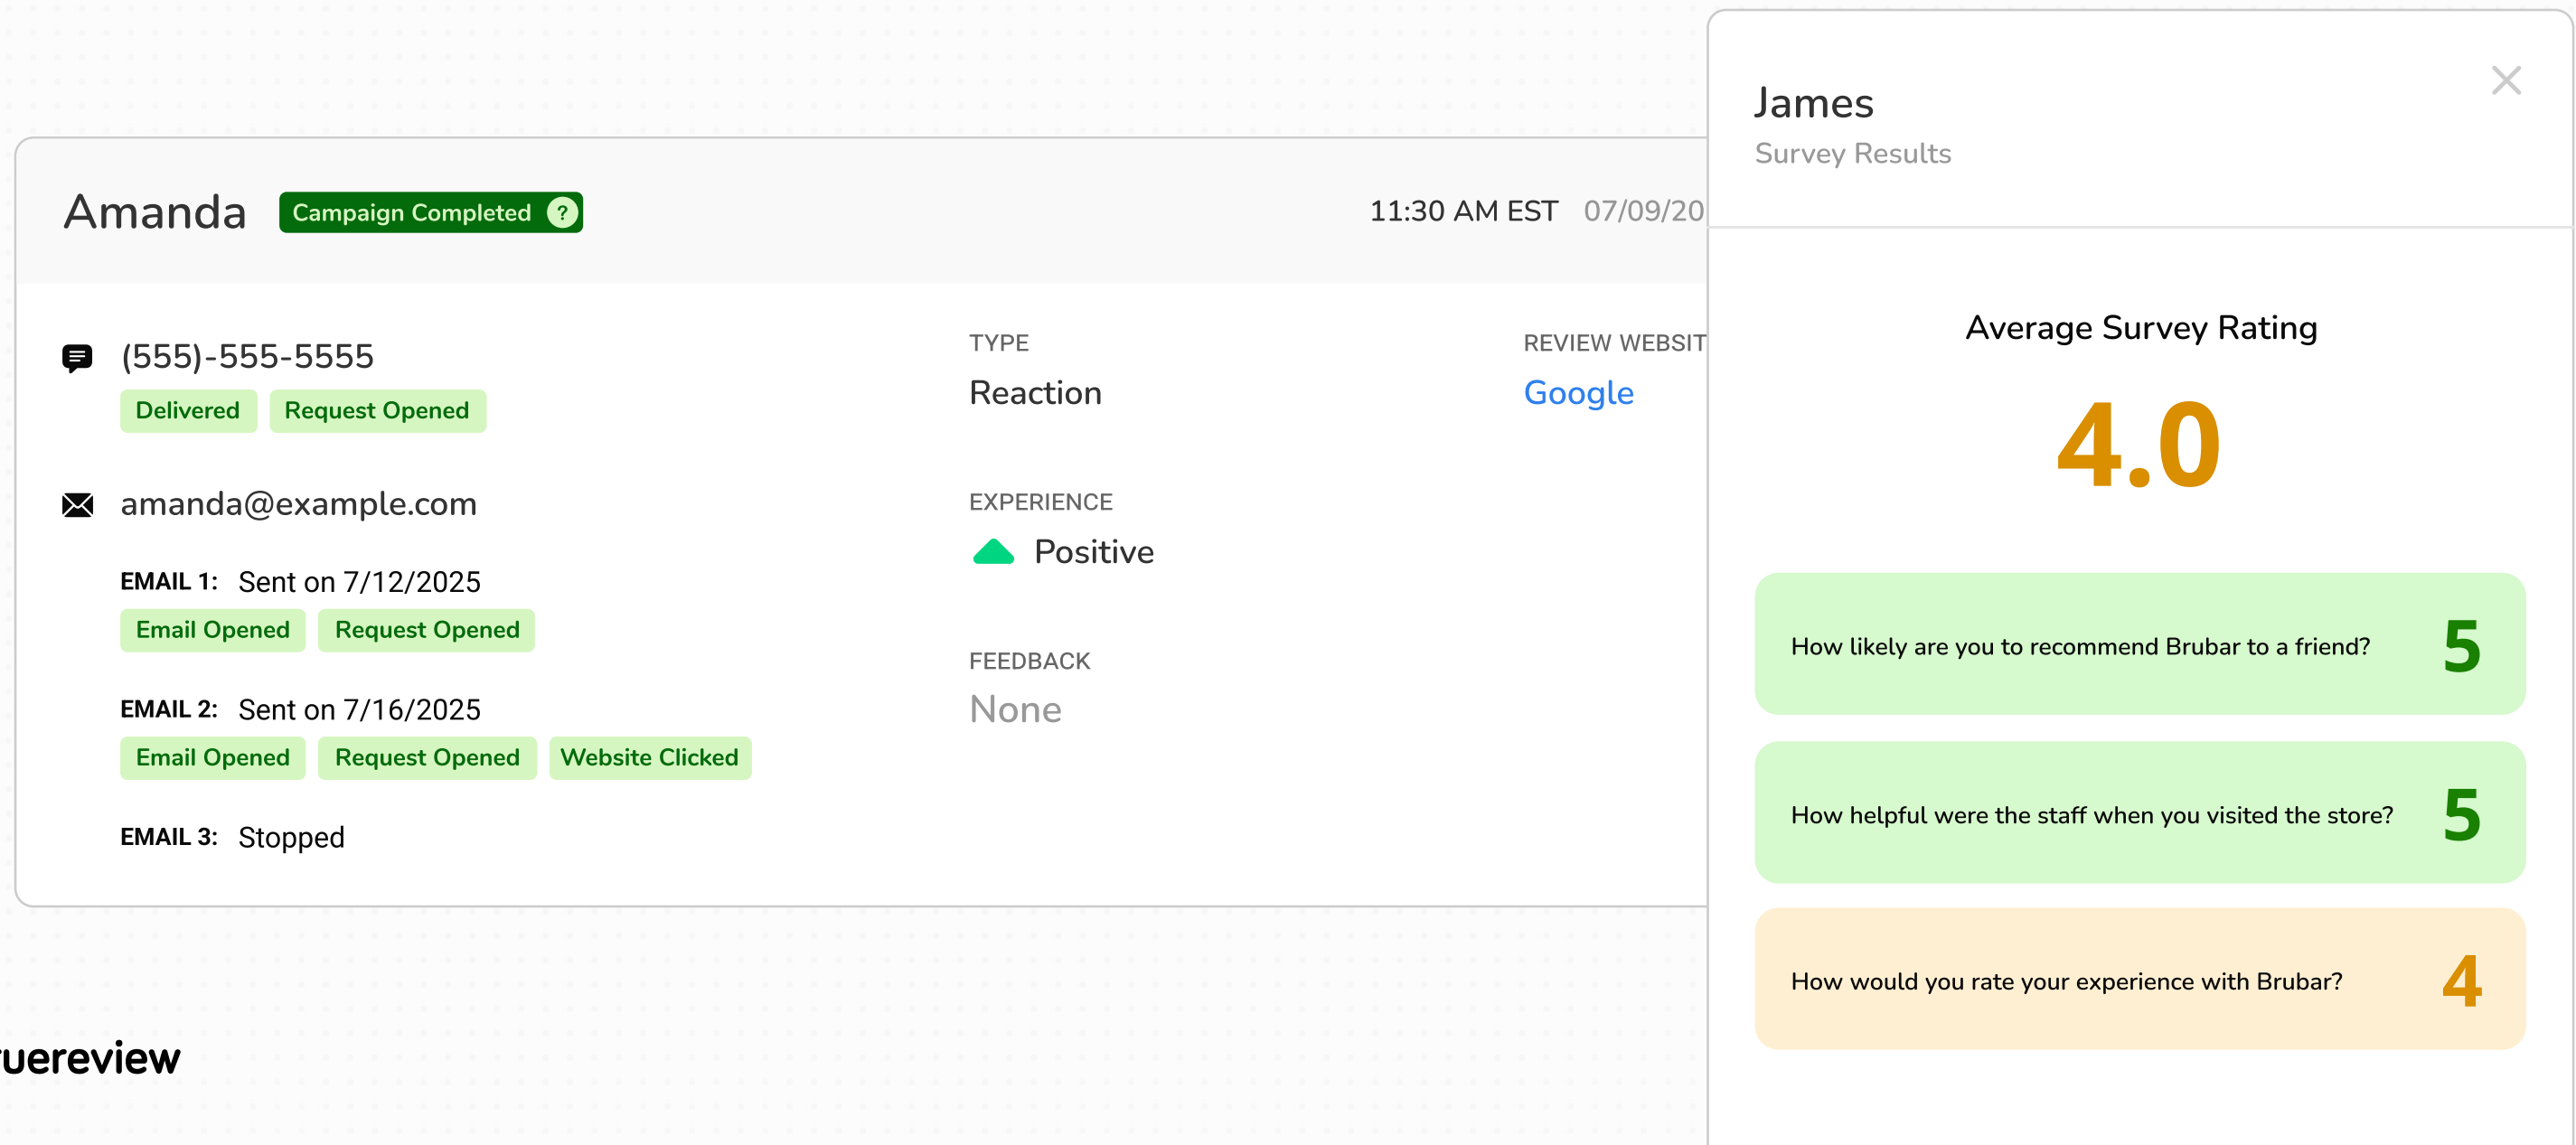 Amanda
Campaign Completed ?
11:30 AM EST 07/09/20
(555)-555-5555
Delivered Request Opened
amanda@example.com
EMAIL 1: Sent on 7/12/2025
Email Opened Request Opened
EMAIL 2: Sent on 7/16/2025
Email Opened Request Opened Website Clicked
EMAIL 3: Stopped
TYPE
Reaction
EXPERIENCE
Positive
FEEDBACK
None
REVIEW WEBSIT
Google
James
Survey Results
Average Survey Rating
4.0
How likely are you to recommend Brubar to a friend? 5
How helpful were the staff when you visited the store? 5
How would you rate your experience with Brubar? 4
ruereview